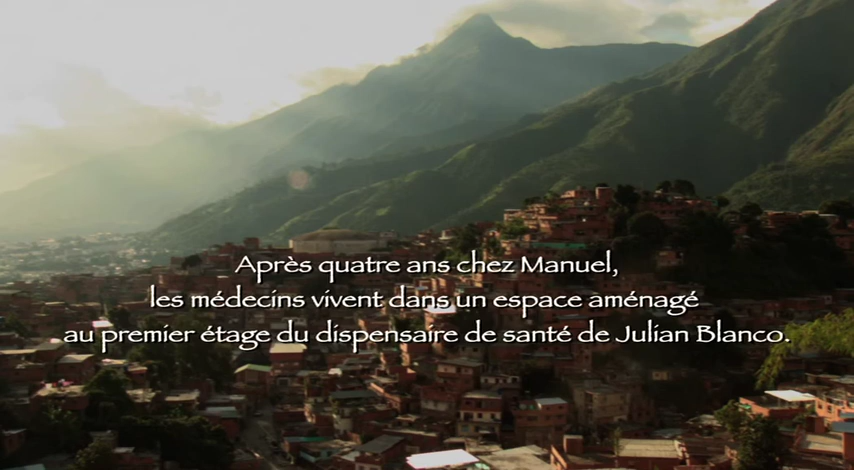 Après quatre ans chez Manuel,
les médecins vivent dans un espace aménagé
au premier étage du dispensaire de santé de Julian Blanco.